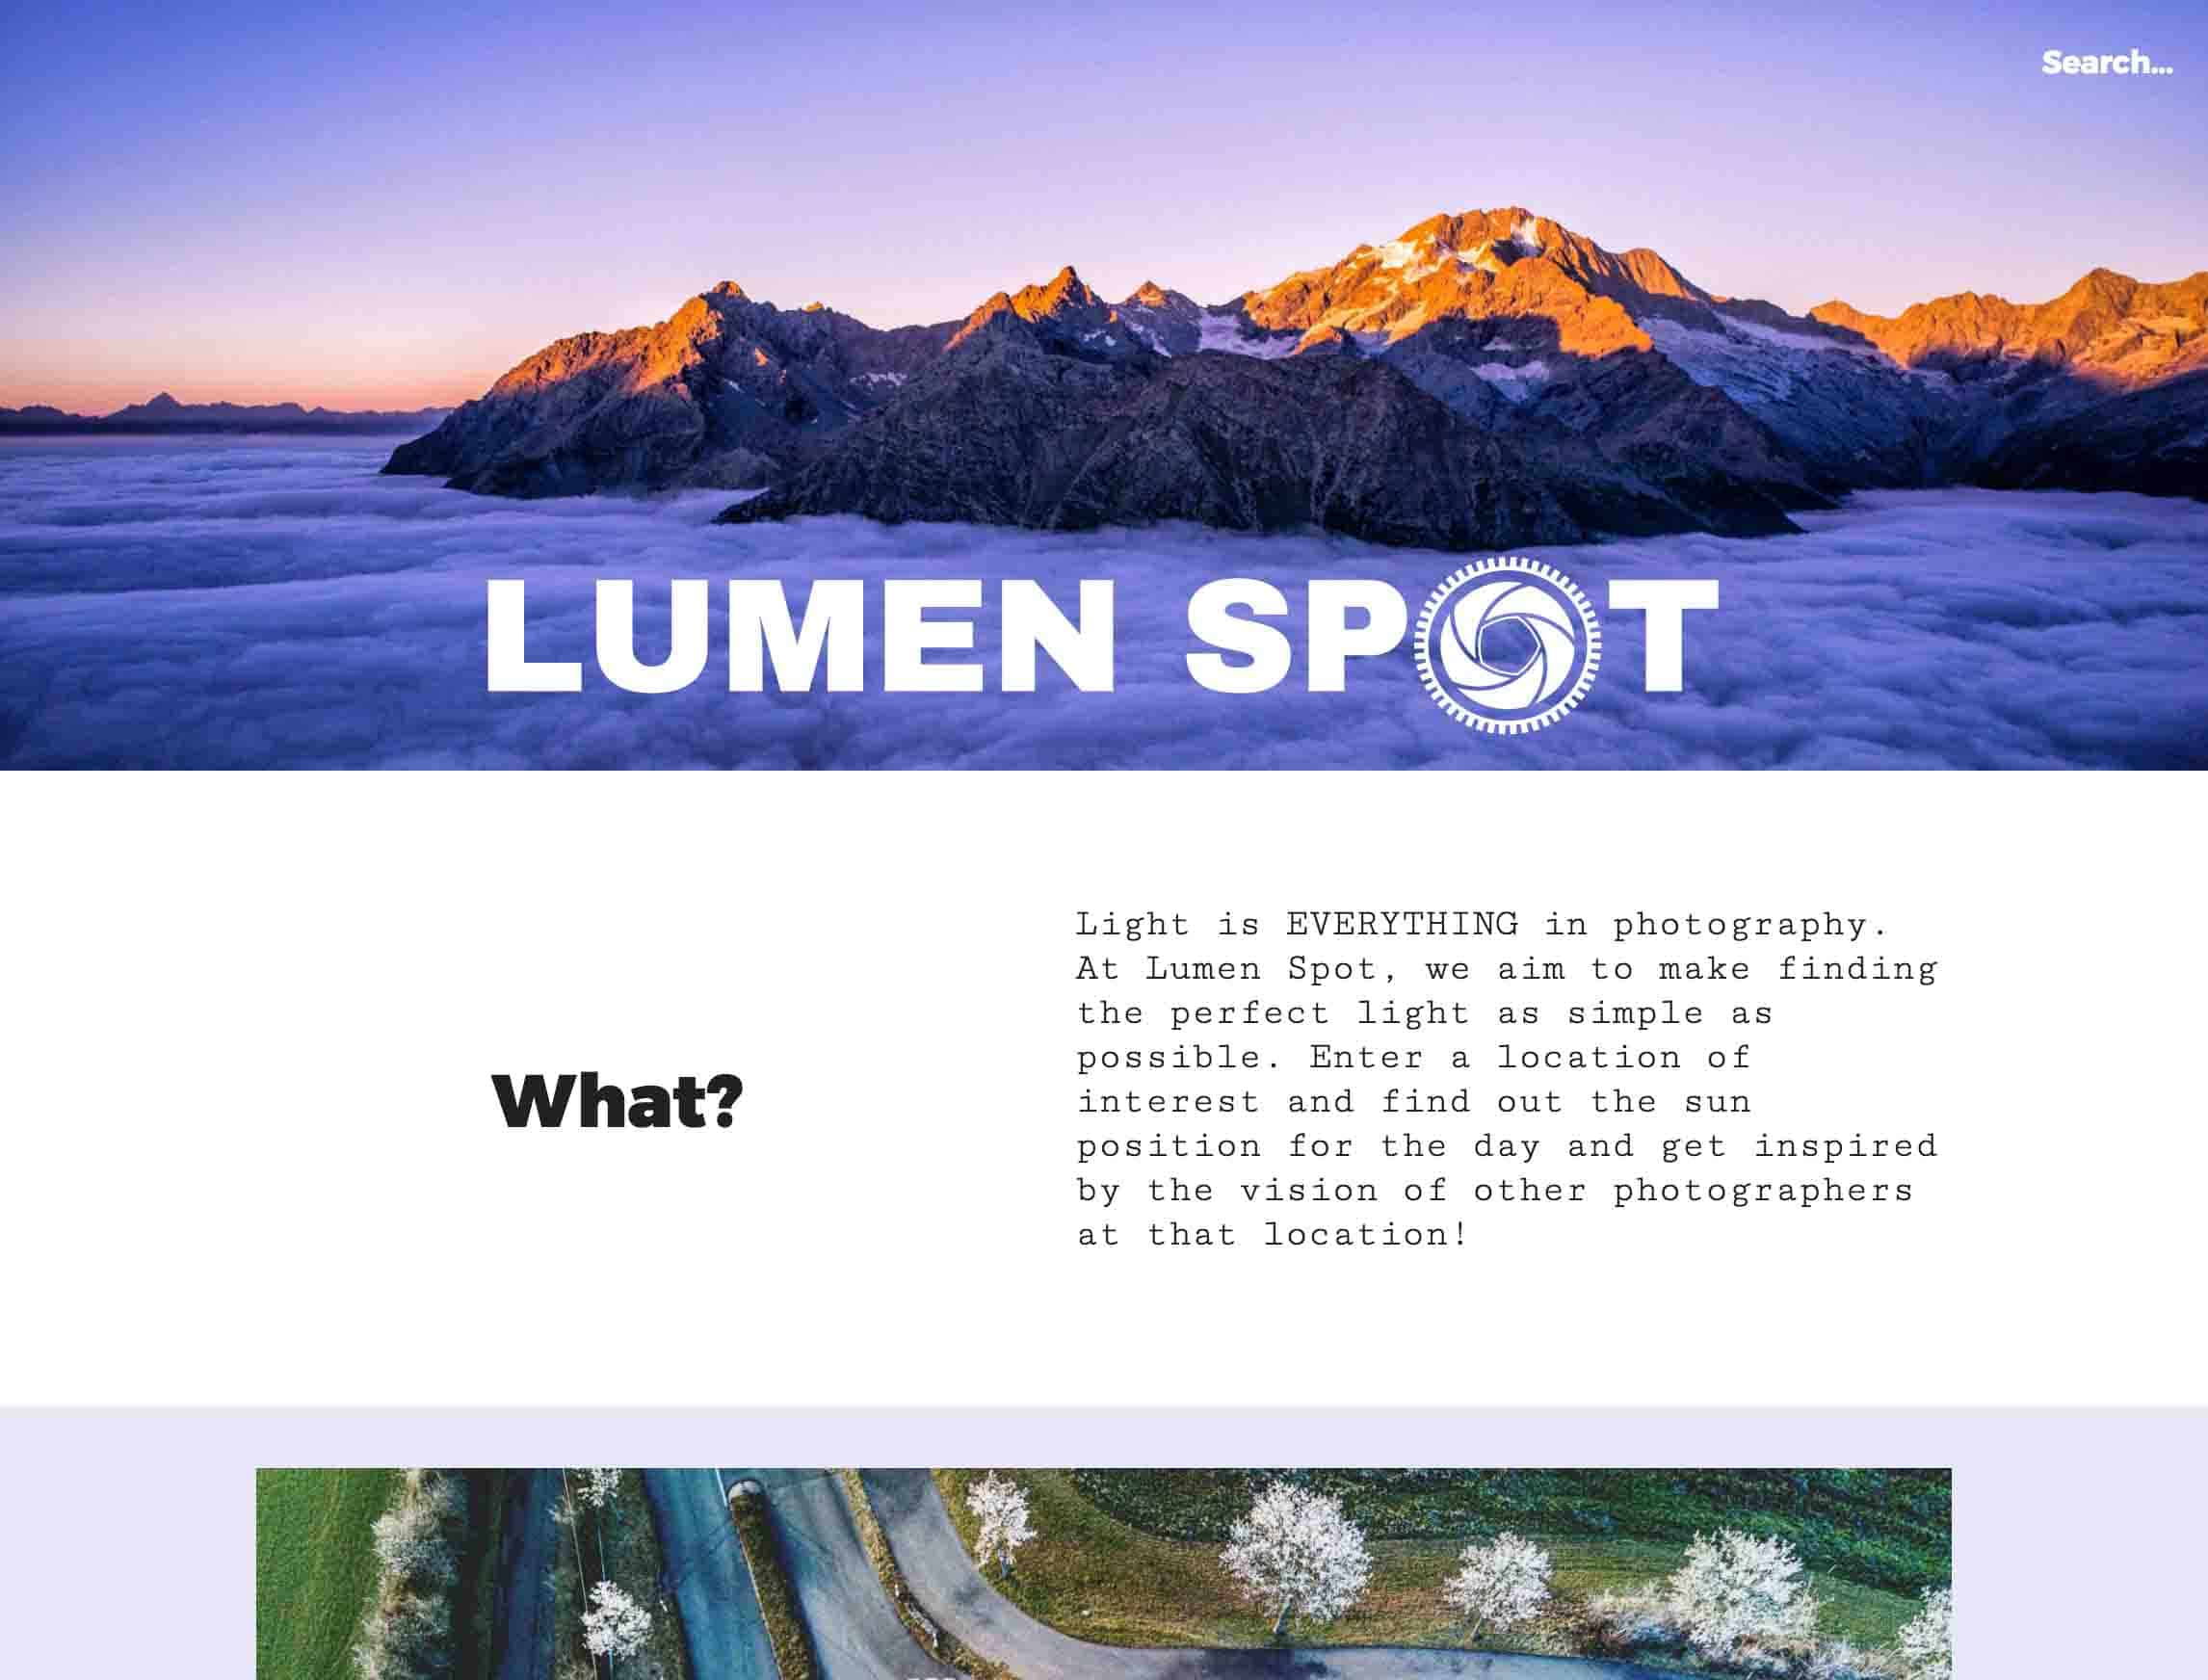 Search...
LUMEN SPOT
What?
Light is EVERYTHING in photography.
At Lumen Spot, we aim to make finding
the perfect light as simple as
possible. Enter a location of
interest and find out the sun
position for the day and get inspired
by the vision of other photographers
at that location!